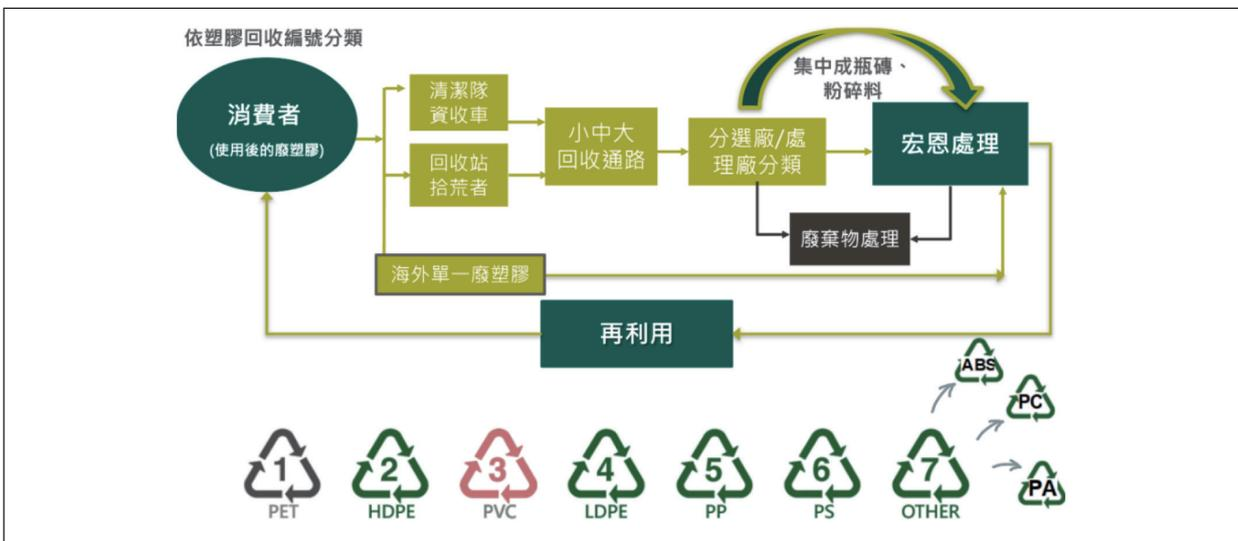 依塑膠回收編號分類
消費者
(使用後的廢塑膠)
清潔隊
資收車
回收站
拾荒者
小中大
回收通路
分選廠/處
理廠分類
集中成瓶磚、
粉碎料
宏恩處理
廢棄物處理
海外單一廢塑膠
再利用
ABS
PC
PA
1
PET
2
HDPE
3
PVC
4
LDPE
5
PP
6
PS
7
OTHER